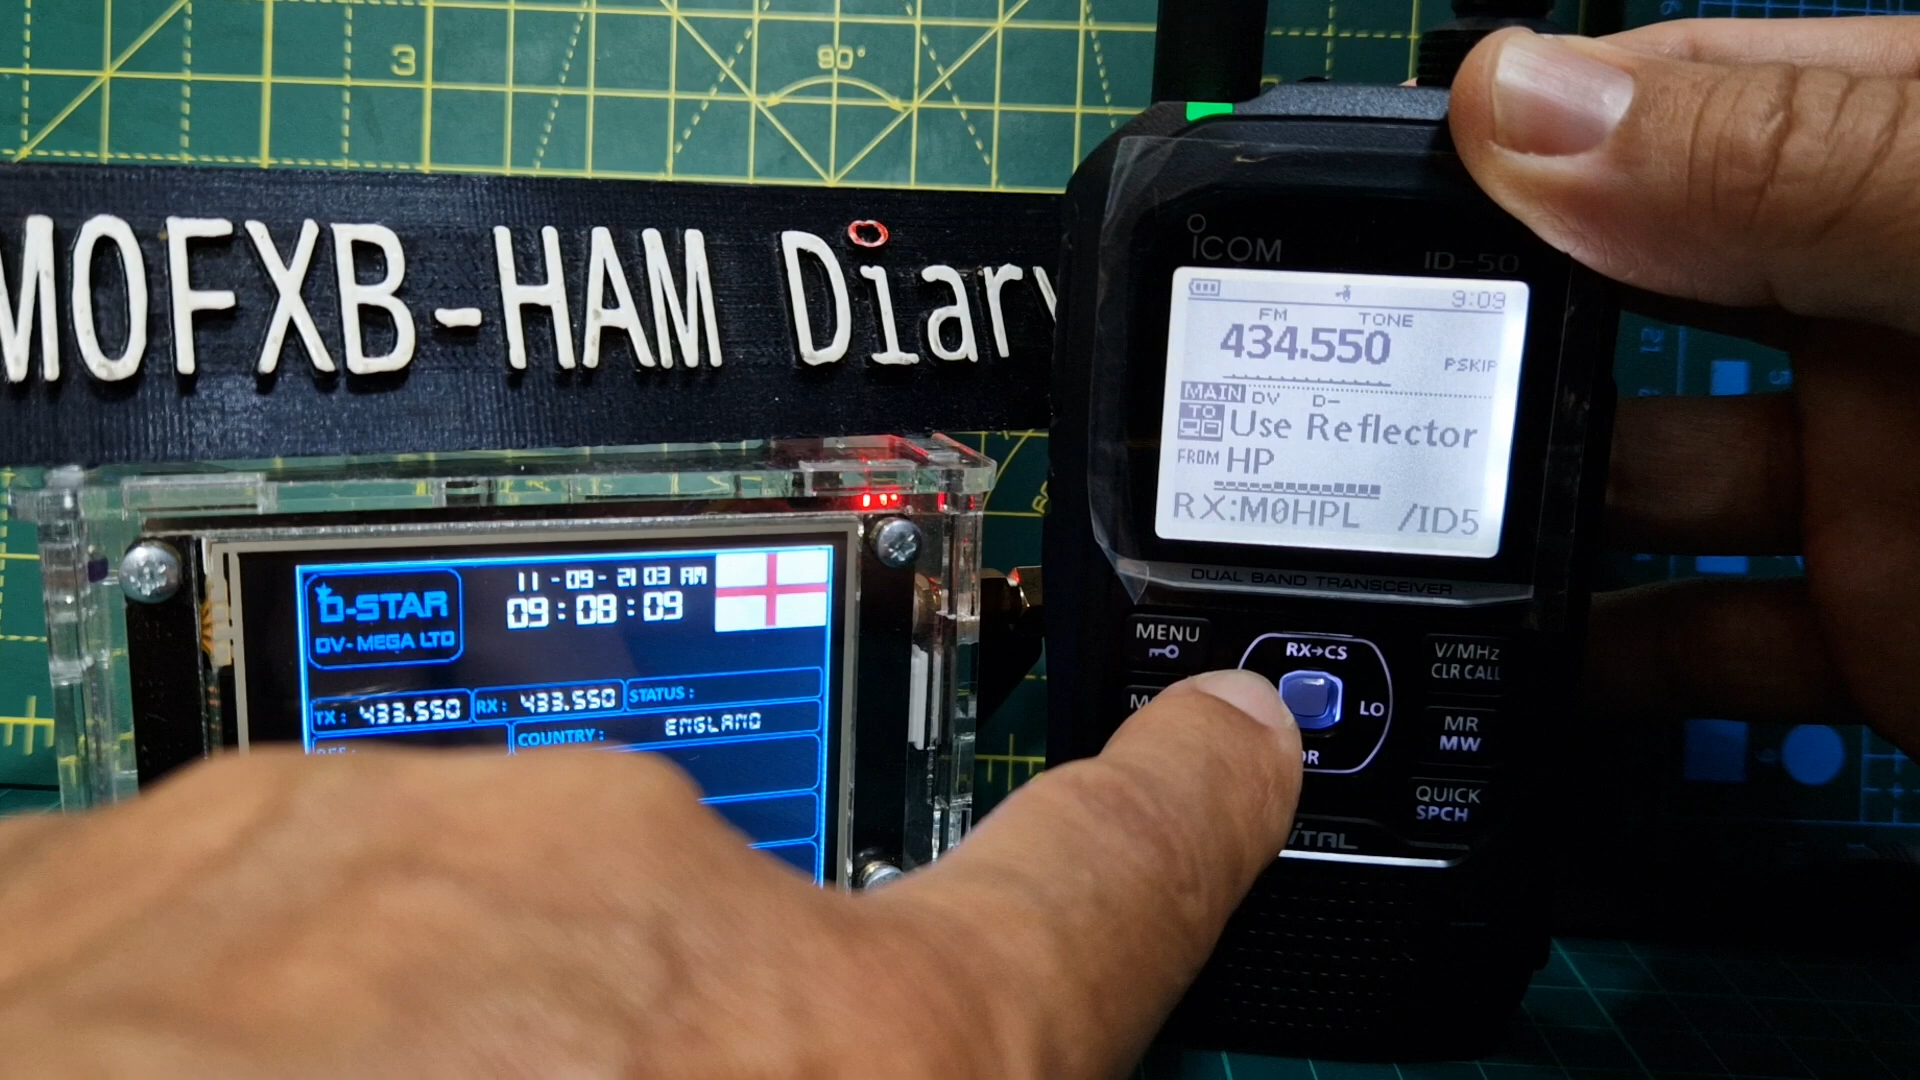 3
90°
M0FXB-HAM Diary
ICOM
ID-50
9:09
FM TONE
434.550
PSKIP
MAIN DV D-
TO Use Reflector
FROM HP
RX:M0HPL /ID5
DUAL BAND TRANSCEIVER
MENU
RX→CS
V/MHz
CLR CALL
LO
MR
MW
QUICK
SPCH
D-STAR
DV-MEGA LTD
11-09-2103 AM
09:08:09
TX: 433.550
RX: 433.550
STATUS:
COUNTRY: ENGLAND